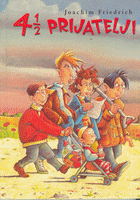 Joachim Friedrich
4 1/2 PRIJATELJI